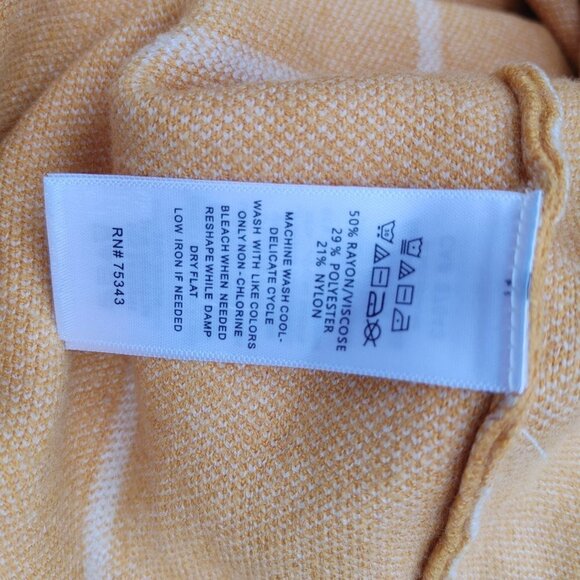 50% RAYON/VISCOSE
29% POLYESTER
21% NYLON
MACHINE WASH COOL-
DELICATE CYCLE
WASH WITH LIKE COLORS
ONLY NON-CHLORINE
BLEACH WHEN NEEDED
RESHAPE WHILE DAMP
DRY FLAT
LOW IRON IF NEEDED
RN# 75343